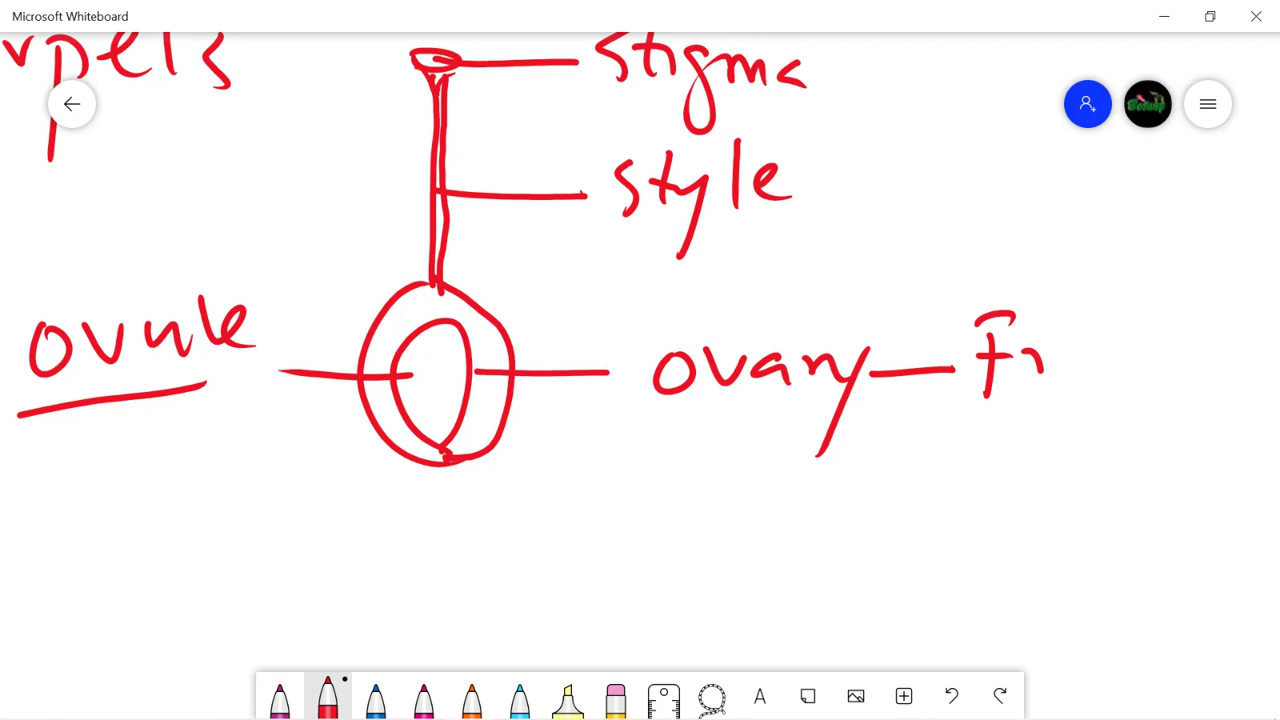 Microsoft Whiteboard
rpels
stigma
style
ovule
ovary — Fr
A